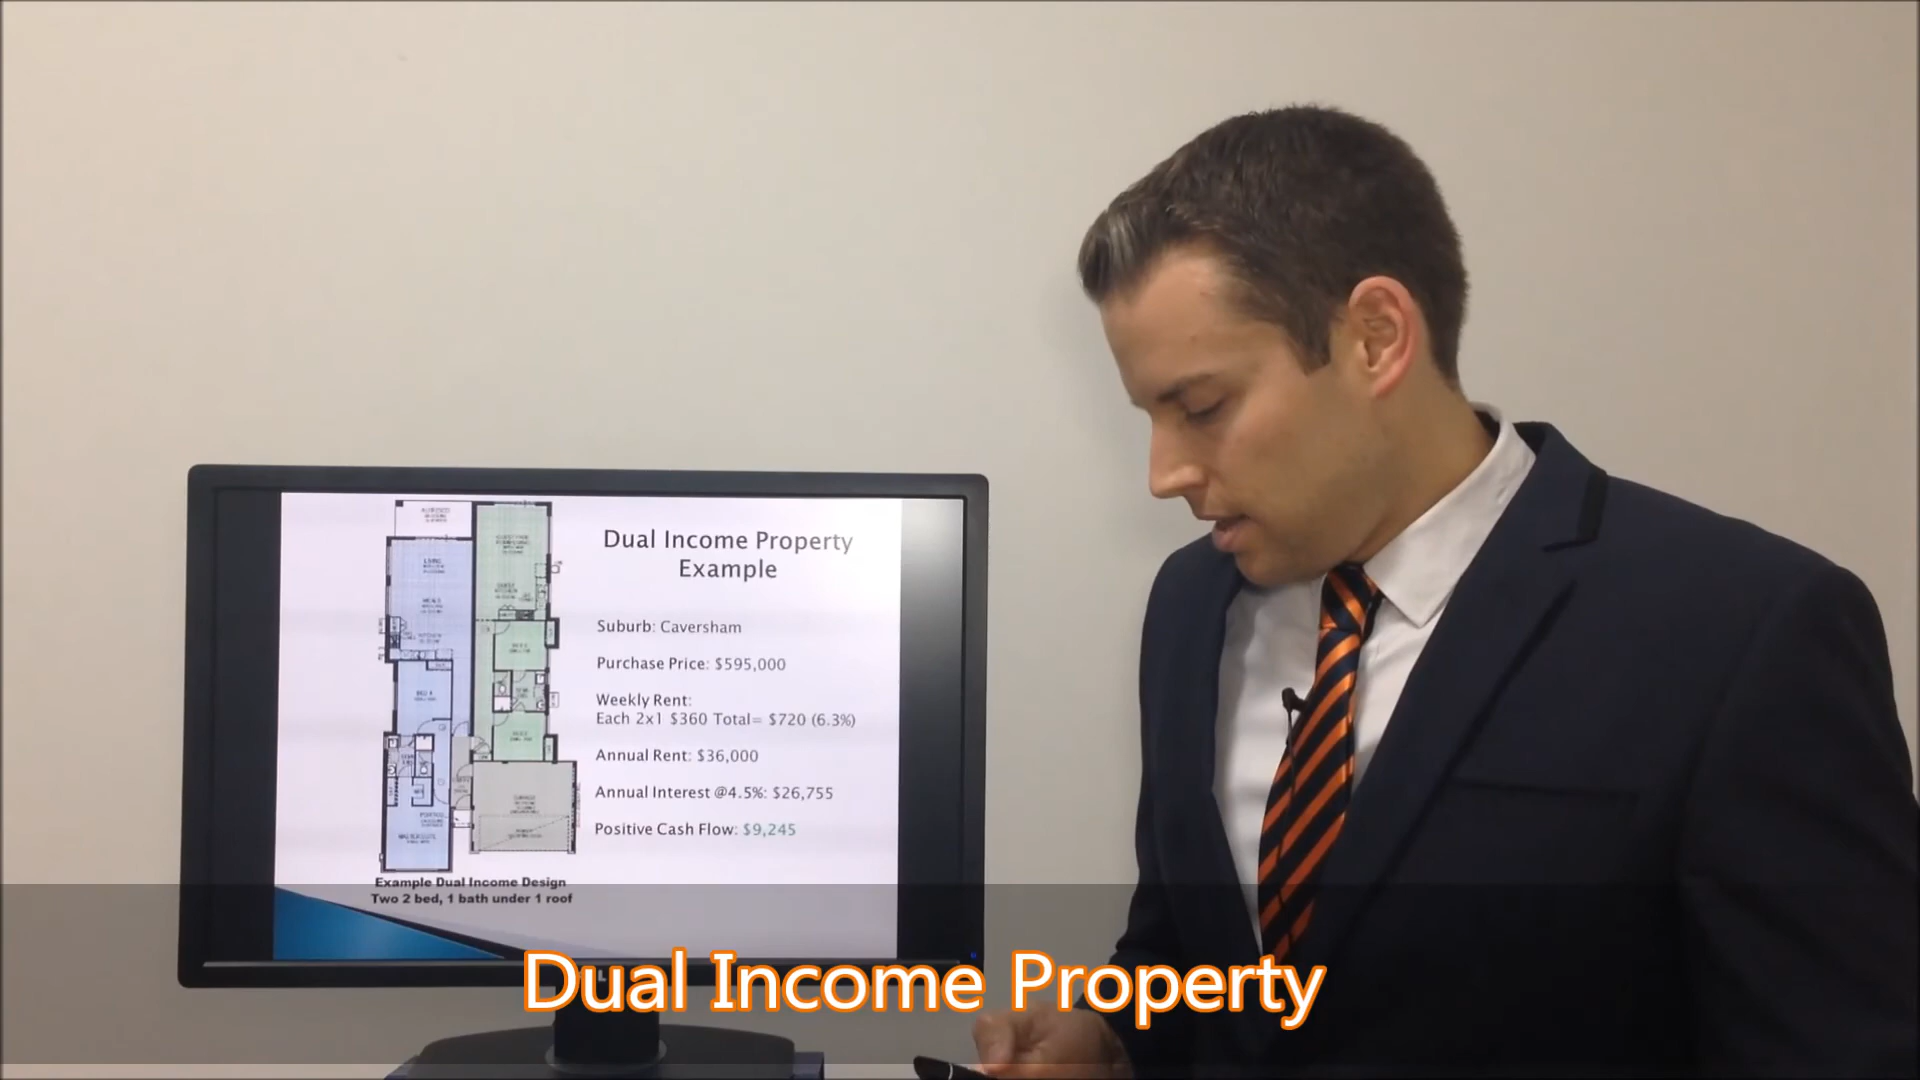 Dual Income Property
Example
Suburb: Caversham
Purchase Price: $595,000
Weekly Rent:
Each 2x1 $360 Total= $720 (6.3%)
Annual Rent: $36,000
Annual Interest @4.5%: $26,755
Positive Cash Flow: $9,245
Example Dual Income Design
Two 2 bed, 1 bath under 1 roof
Dual Income Property